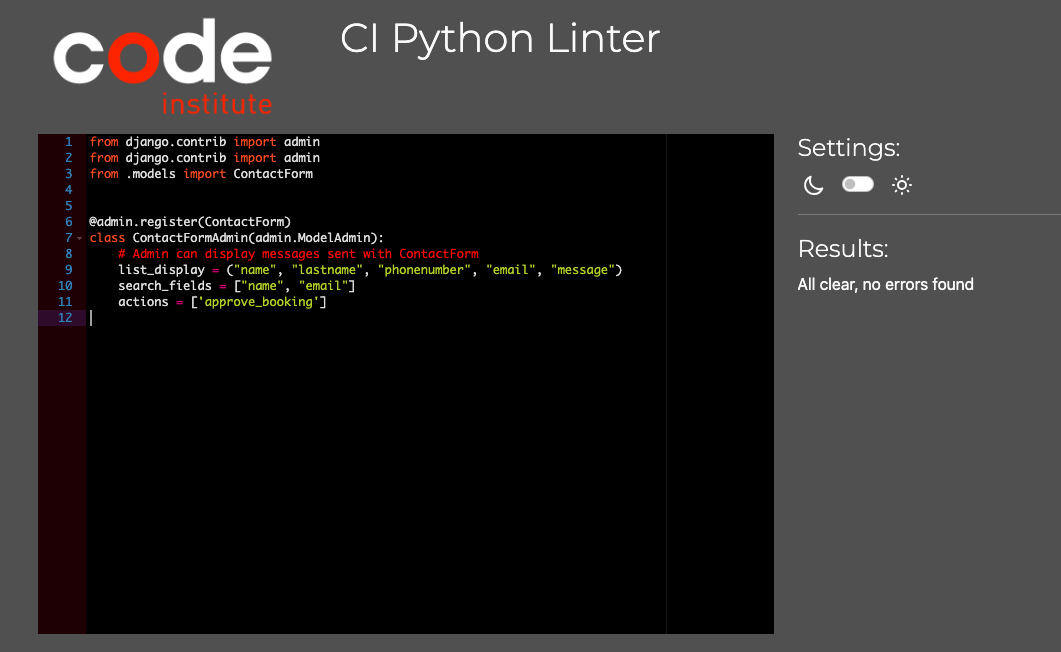 code
institute
CI Python Linter
1 from django.contrib import admin
2 from django.contrib import admin
3 from .models import ContactForm
4
5
6 @admin.register(ContactForm)
7 class ContactFormAdmin(admin.ModelAdmin):
8     # Admin can display messages sent with ContactForm
9     list_display = ("name", "lastname", "phonenumber", "email", "message")
10     search_fields = ["name", "email"]
11     actions = ['approve_booking']
12
Settings:
Results:
All clear, no errors found